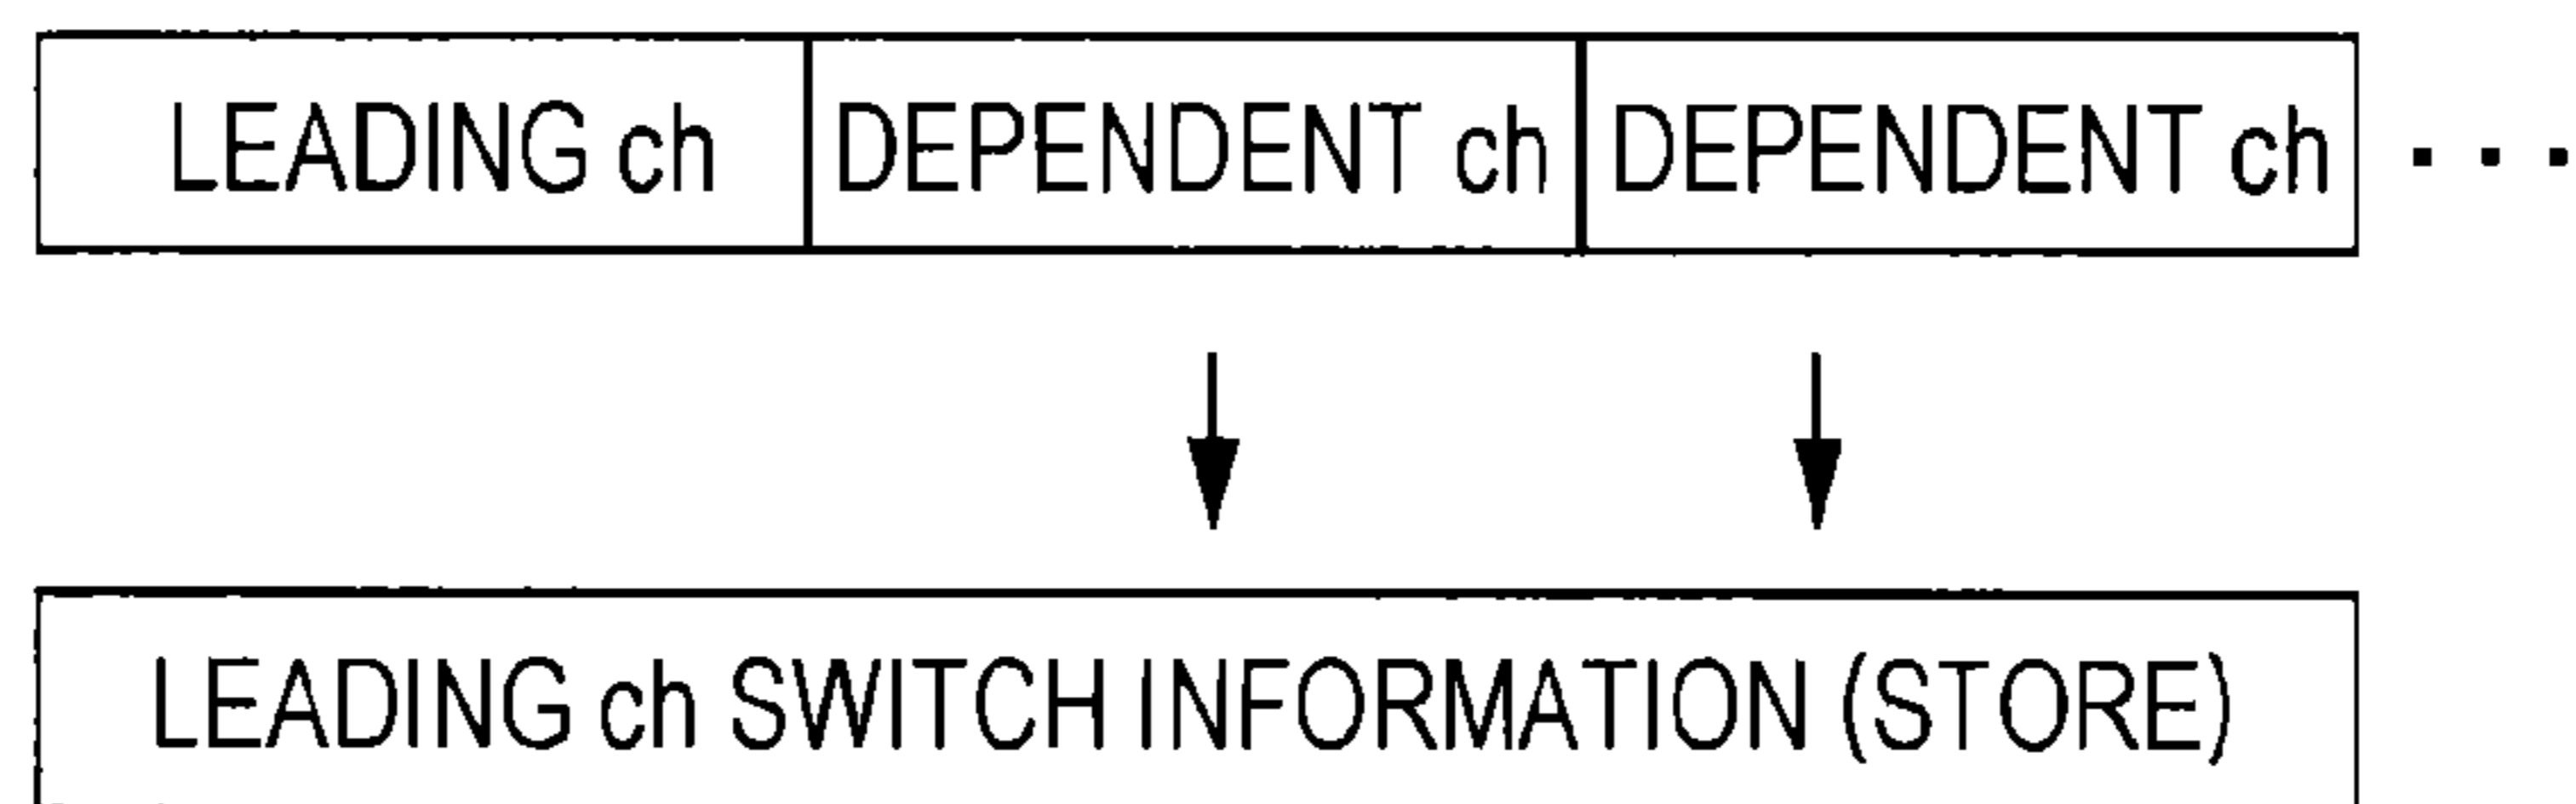 LEADING ch DEPENDENT ch DEPENDENT ch ...
LEADING ch SWITCH INFORMATION (STORE)